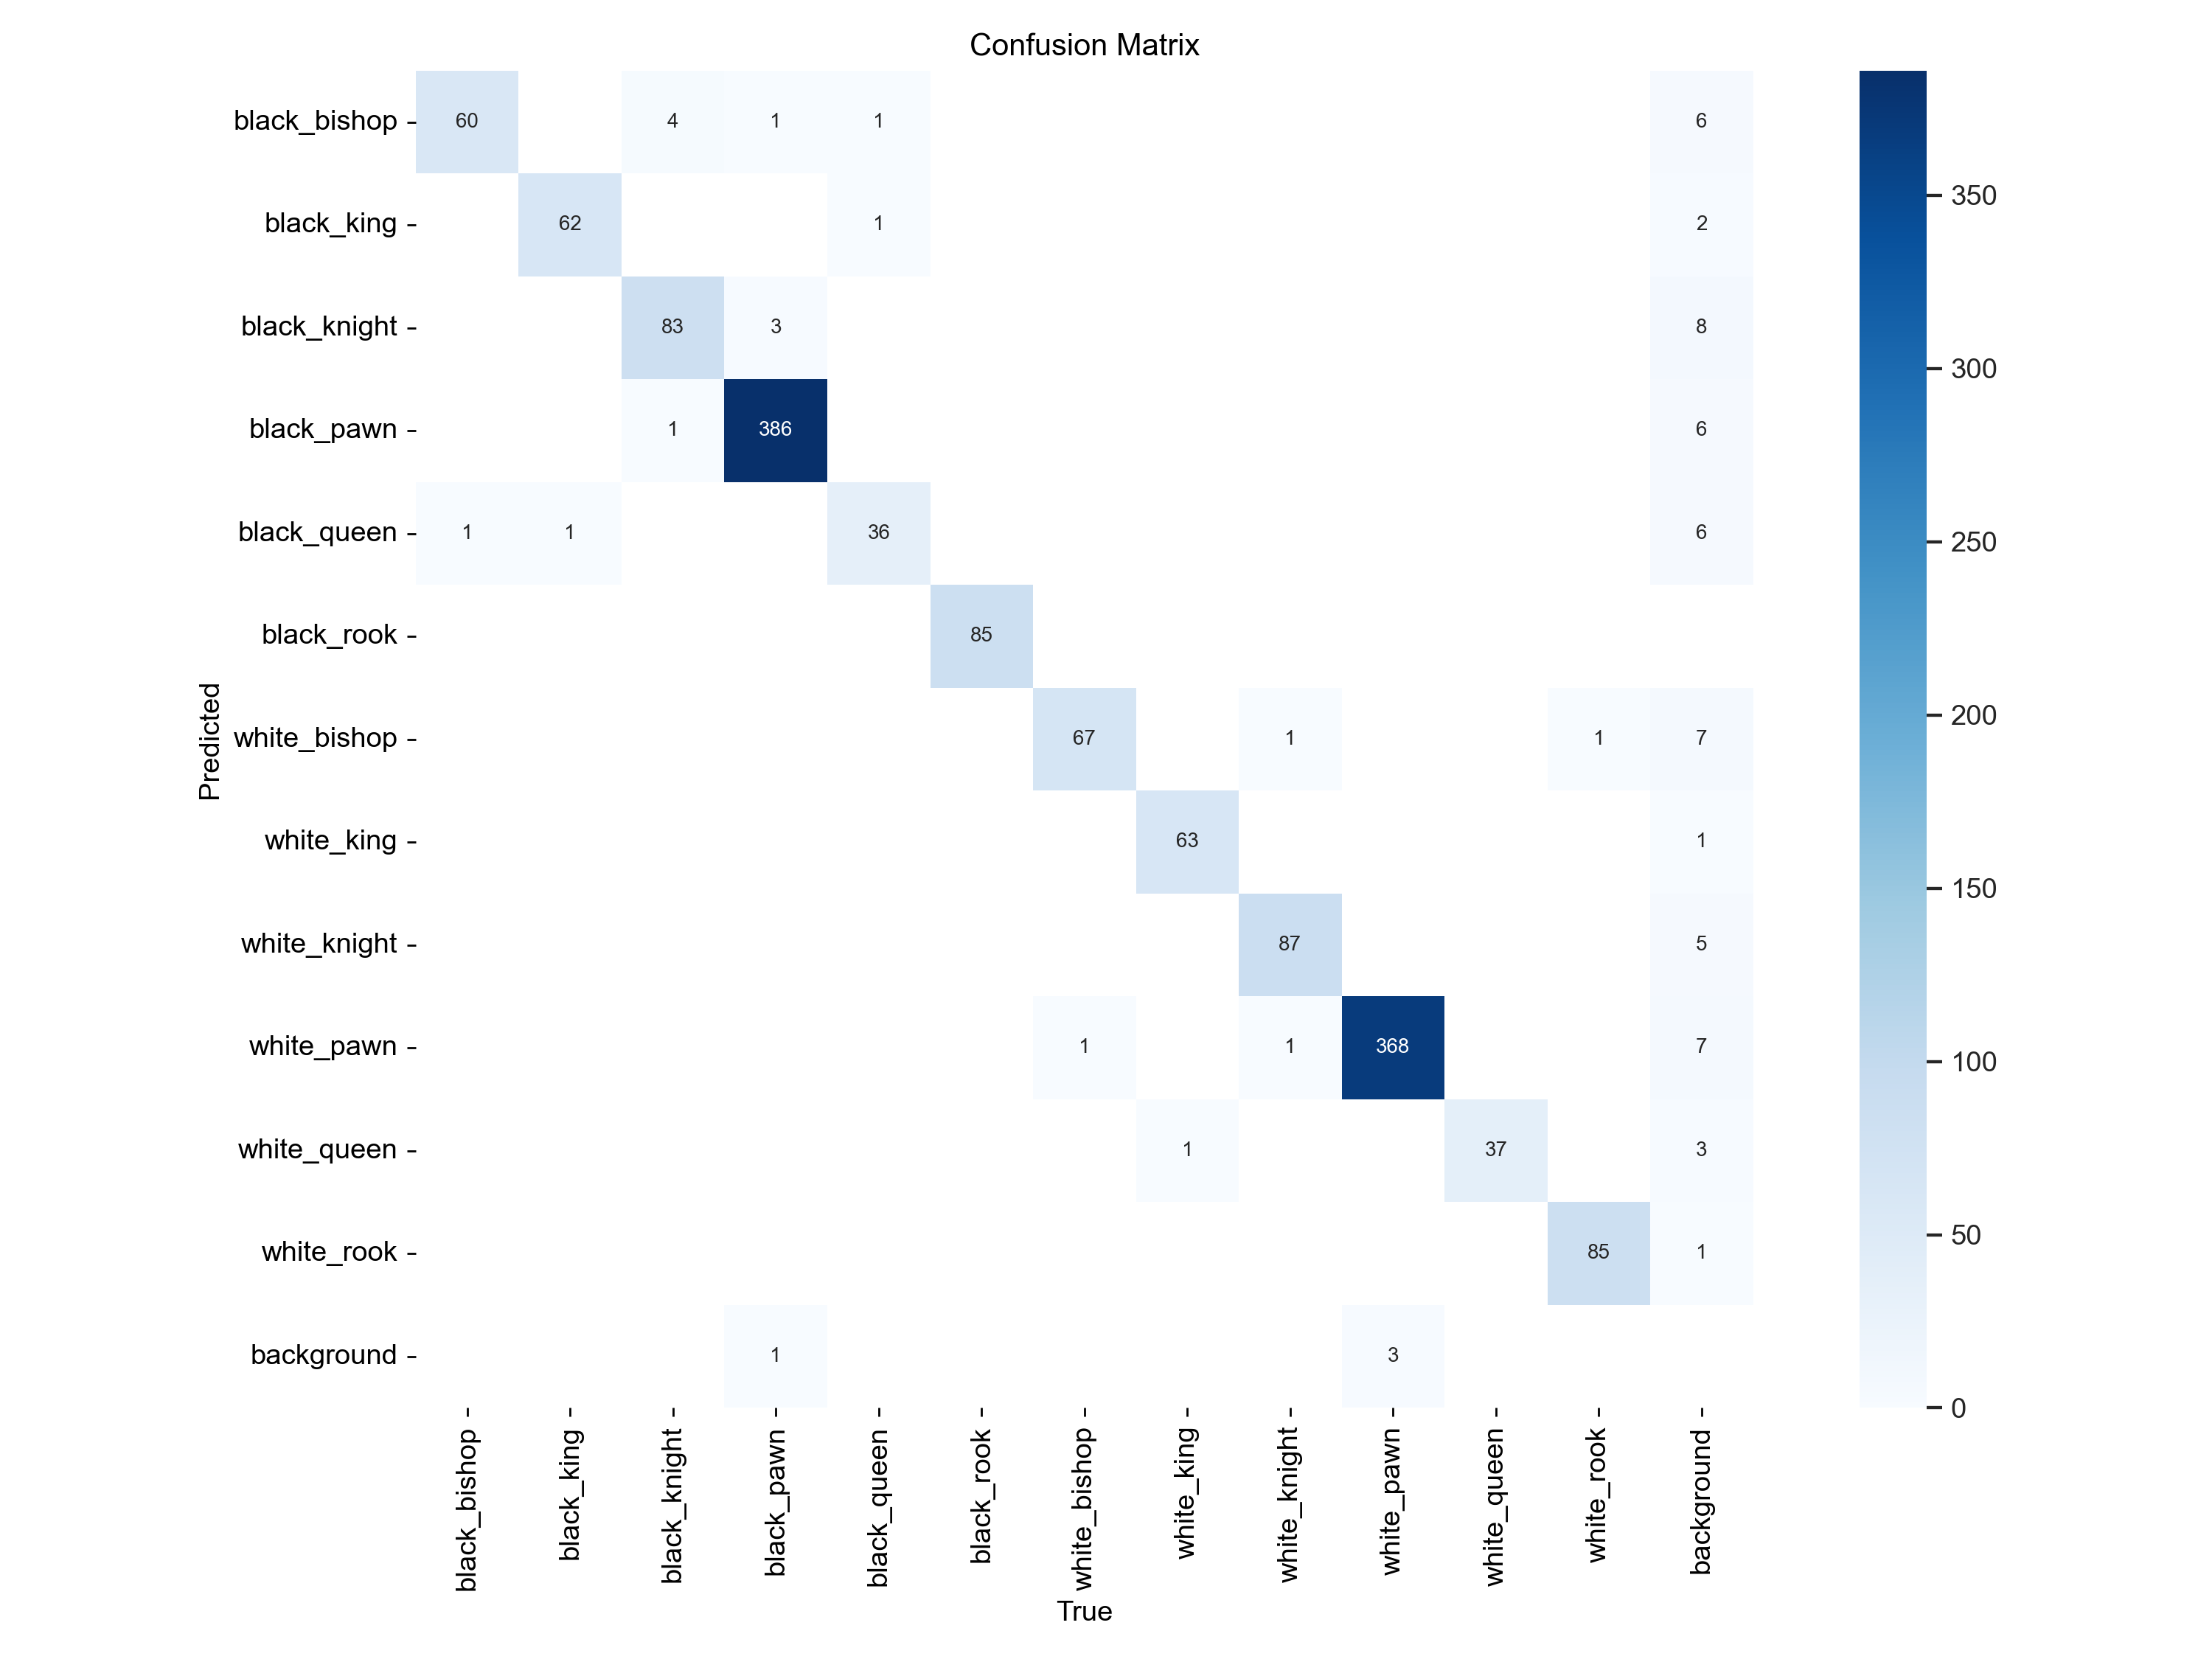 Confusion Matrix
black_bishop 60 4 1 1 6
black_king 62 1 2
350
black_knight 83 3 8
300
black_pawn 1 386 6
black_queen 1 1 36 6
250
black_rook 85
Predicted
200
white_bishop 67 1 1 7
white_king 63 1
150
white_knight 87 5
white_pawn 1 1 368 7
100
white_queen 1 37 3
50
white_rook 85 1
background 1 3
0
black_bishop
black_king
black_knight
black_pawn
black_queen
black_rook
white_bishop
white_king
white_knight
white_pawn
white_queen
white_rook
background
True